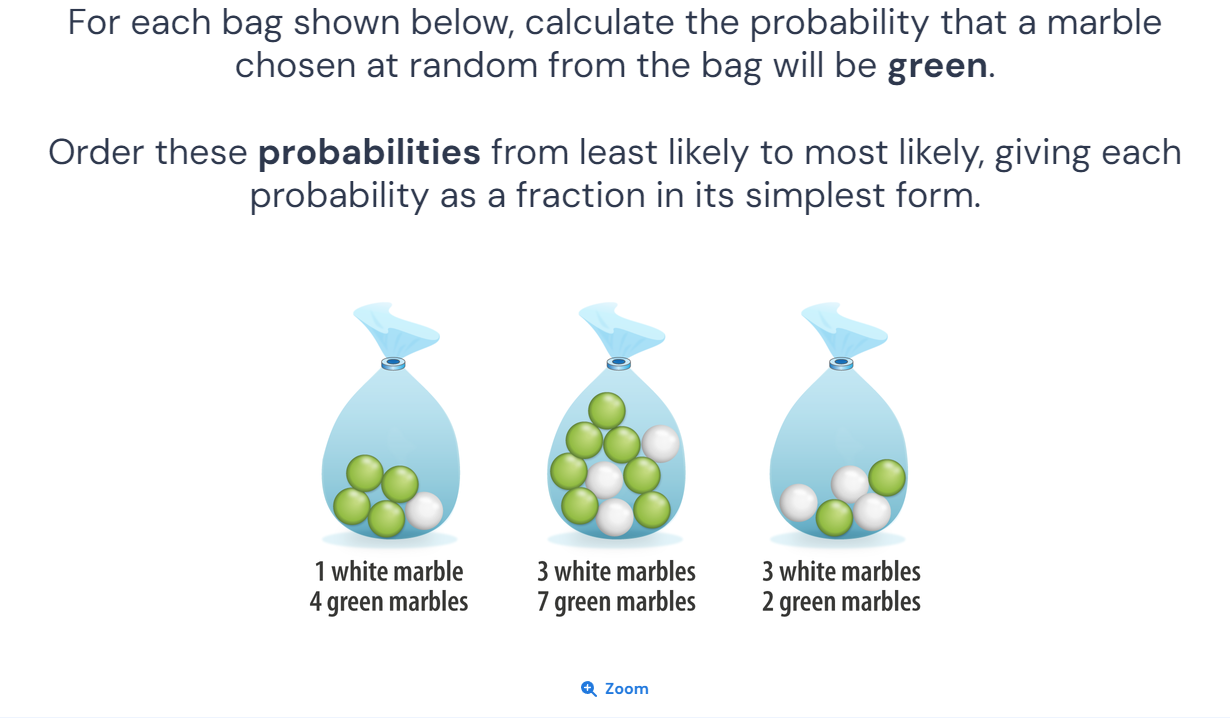 For each bag shown below, calculate the probability that a marble
chosen at random from the bag will be green.
Order these probabilities from least likely to most likely, giving each
probability as a fraction in its simplest form.
1 white marble
4 green marbles
3 white marbles
7 green marbles
3 white marbles
2 green marbles
Zoom